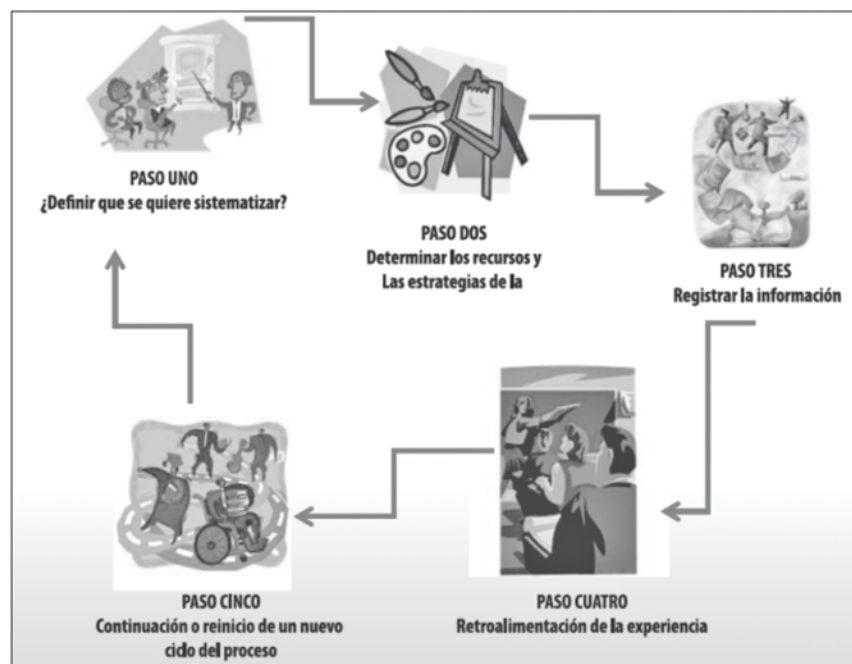 PASO UNO
¿Definir que se quiere sistematizar?
PASO DOS
Determinar los recursos y
Las estrategias de la
PASO TRES
Registrar la información
PASO CUATRO
Retroalimentación de la experiencia
PASO CINCO
Continuación o reinicio de un nuevo
ciclo del proceso